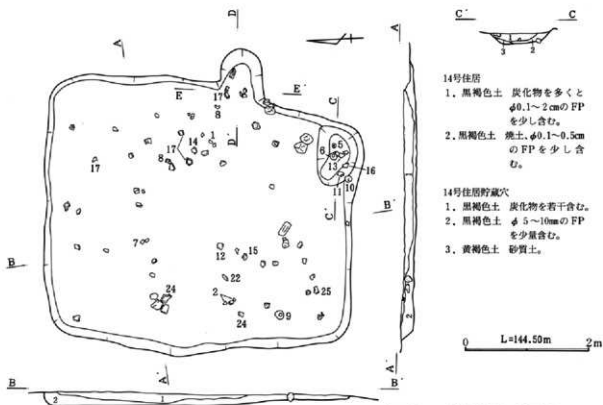 14号住居
1．黒褐色土　炭化物を多くと
φ0.1～2cmのFP
を少し含む。
2．黒褐色土　焼土、φ0.1～0.5cm
のFPを少し含
む。
14号住居貯蔵穴
1．黒褐色土　炭化物を若干含む。
2．黒褐色土　φ5～10mmのFP
を少量含む。
3．黄褐色土　砂質土。
L=144.50m
0
2m
A
D
A
C
C
3
2
E
E
17
8
1
14
17
8
D
17
C
6
5
13
16
11
10
C
B
B
7
12
15
22
2
25
24
24
9
A
A
2
B
B
2
1